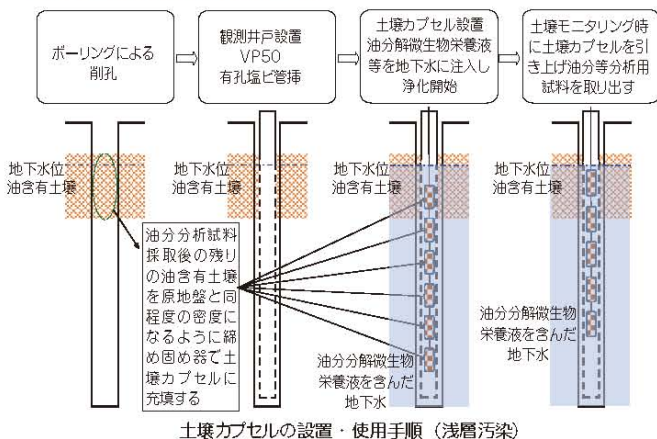 ボーリングによる
削孔
観測井戸設置
VP50
有孔塩ビ管挿
土壌カプセル設置
油分解微生物栄養液
等を地下水に注入し
浄化開始
土壌モニタリング時
に土壌カプセルを引
き上げ油分等分析用
試料を取り出す
地下水位
油含有土壌
地下水位
油含有土壌
地下水位
油含有土壌
地下水位
油含有土壌
油分分析試料
採取後の残り
の油含有土壌
を原地盤と同
程度の密度に
なるように締
め固め器で土
壌カプセルに
充填する
油分分解微生物
栄養液を含んだ
地下水
油分分解微生物
栄養液を含んだ
地下水
土壌カプセルの設置・使用手順（浅層汚染）